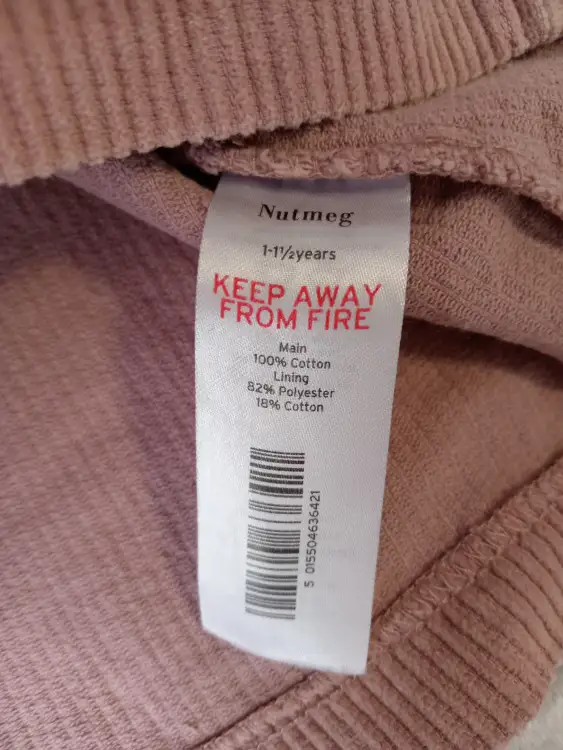 Nutmeg
1-1½years
KEEP AWAY
FROM FIRE
Main
100% Cotton
Lining
82% Polyester
18% Cotton
5 015504636421